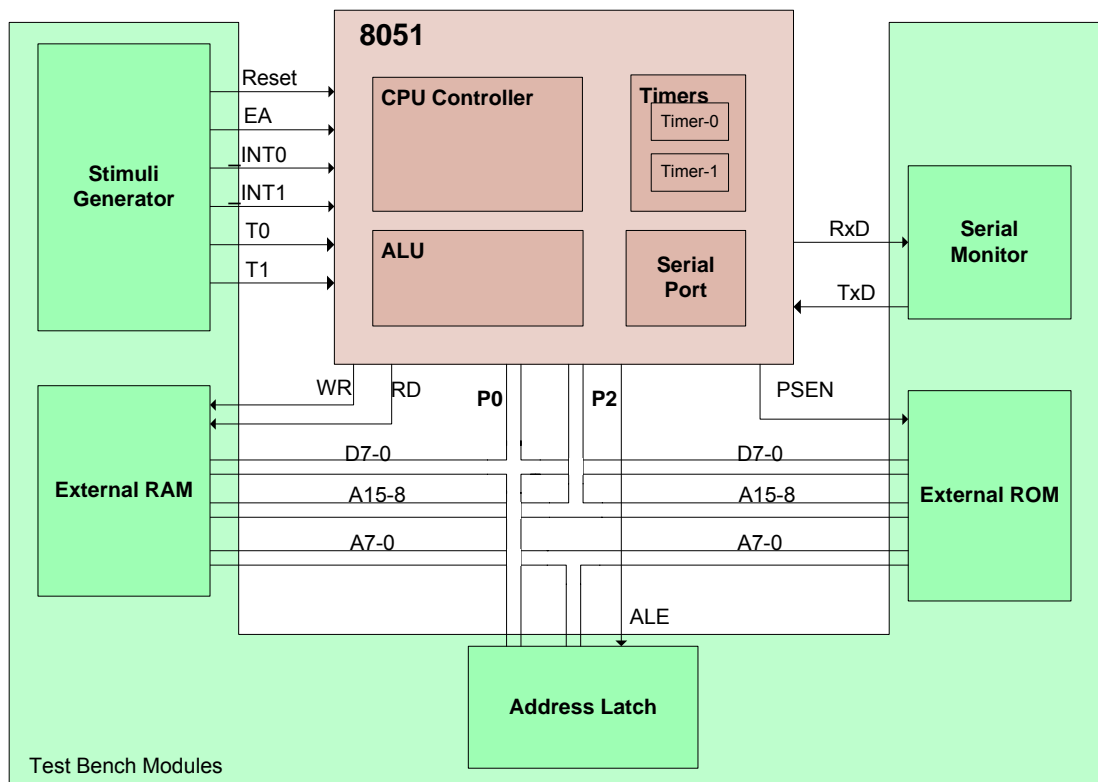 8051
Reset
EA
_INT0
_INT1
T0
T1
Stimuli
Generator
CPU Controller
Timers
Timer-0
Timer-1
ALU
Serial
Port
RxD
TxD
Serial
Monitor
WR
RD
P0
P2
PSEN
External RAM
D7-0
A15-8
A7-0
D7-0
A15-8
A7-0
External ROM
ALE
Address Latch
Test Bench Modules